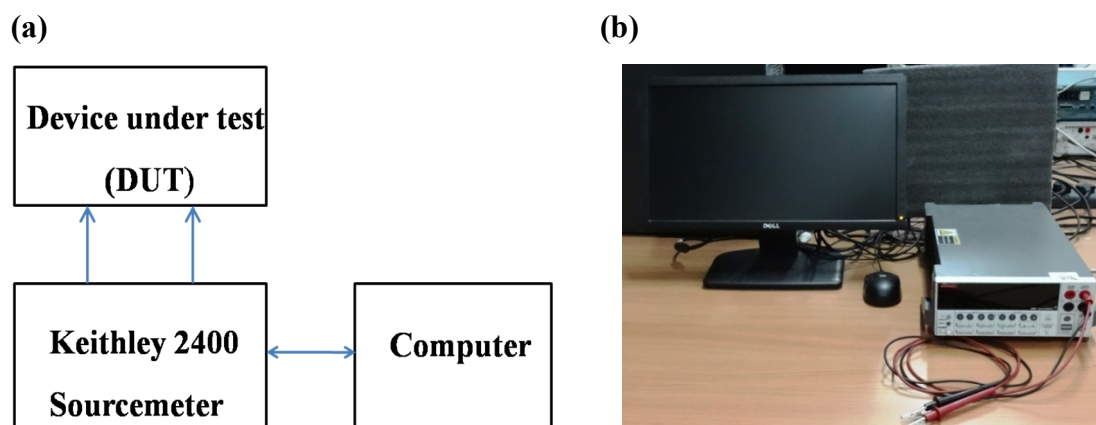 (a)
(b)
Device under test
(DUT)
Keithley 2400
Sourcemeter
Computer
DELL